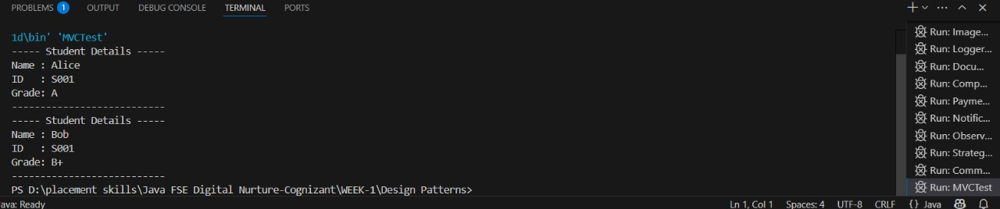 PROBLEMS 1 OUTPUT DEBUG CONSOLE TERMINAL PORTS
1d\bin' 'MVCTest'
----- Student Details -----
Name : Alice
ID   : S001
Grade: A
---------------------------
----- Student Details -----
Name : Bob
ID   : S001
Grade: B+
---------------------------
PS D:\placement skills\Java FSE Digital Nurture-Cognizant\WEEK-1\Design Patterns>
Run: Image...
Run: Logger...
Run: Docu...
Run: Comp...
Run: Payme...
Run: Notific...
Run: Observ...
Run: Strateg...
Run: Comm...
Run: MVCTest
ava: Ready Ln 1, Col 1 Spaces: 4 UTF-8 CRLF {} Java